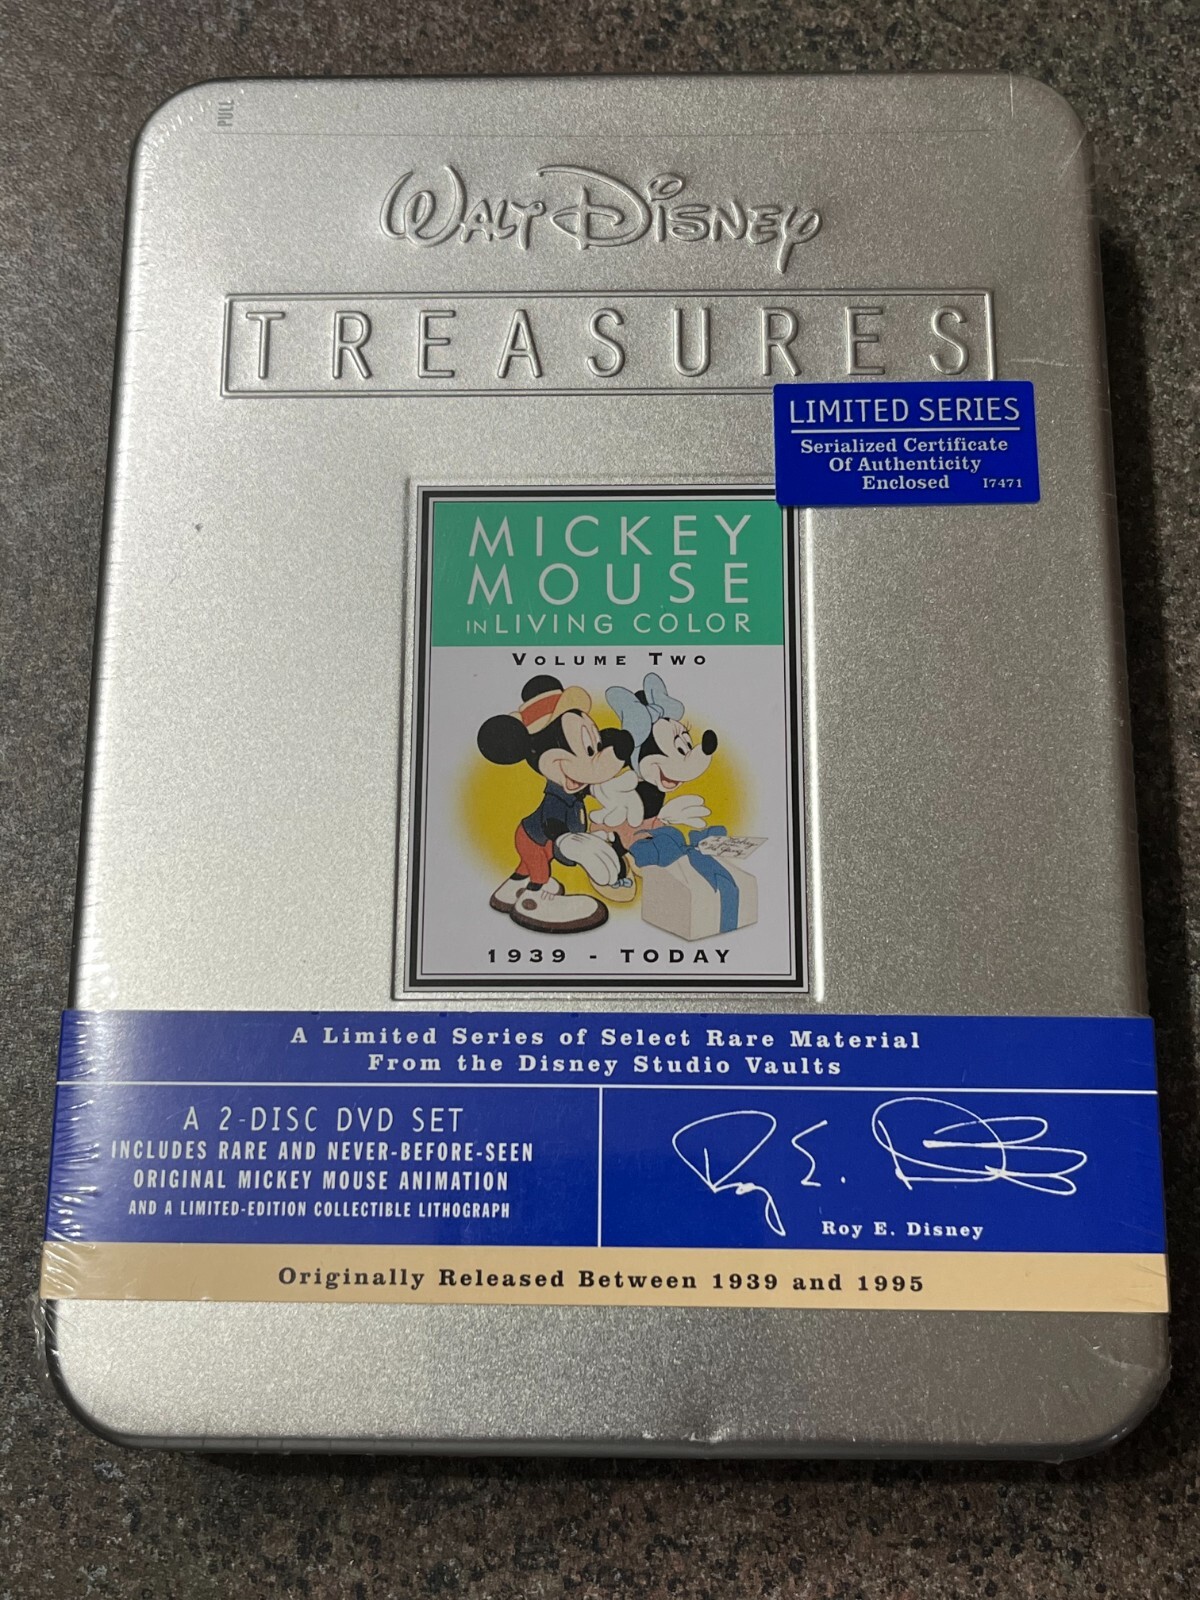 PULL
WALT DISNEY
TREASURES
LIMITED SERIES
Serialized Certificate
Of Authenticity
Enclosed I7471
MICKEY
MOUSE
IN LIVING COLOR
VOLUME TWO
1939 - TODAY
A Limited Series of Select Rare Material
From the Disney Studio Vaults
A 2-DISC DVD SET
INCLUDES RARE AND NEVER-BEFORE-SEEN
ORIGINAL MICKEY MOUSE ANIMATION
AND A LIMITED-EDITION COLLECTIBLE LITHOGRAPH
Roy E. Disney
Roy E. Disney
Originally Released Between 1939 and 1995